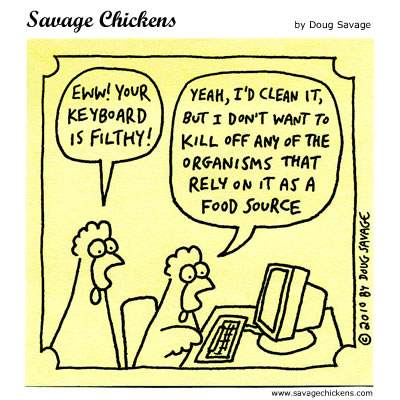 Savage Chickens
by Doug Savage
EWW! YOUR
KEYBOARD
IS FILTHY!
YEAH, I'D CLEAN IT,
BUT I DON'T WANT TO
KILL OFF ANY OF THE
ORGANISMS THAT
RELY ON IT AS A
FOOD SOURCE
© 2010 BY DOUG SAVAGE
www.savagechickens.com